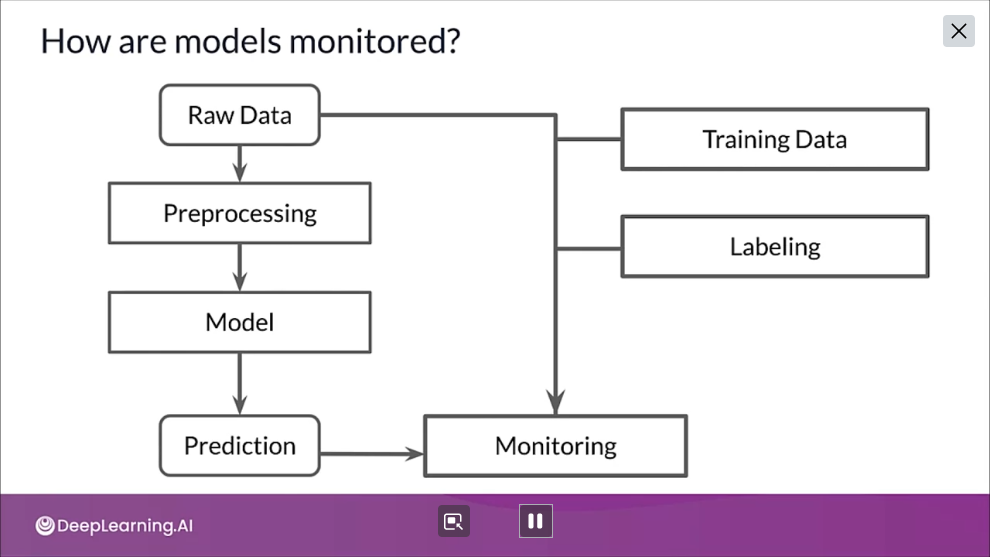 How are models monitored?
Raw Data
Training Data
Preprocessing
Labeling
Model
Prediction
Monitoring
DeepLearning.AI